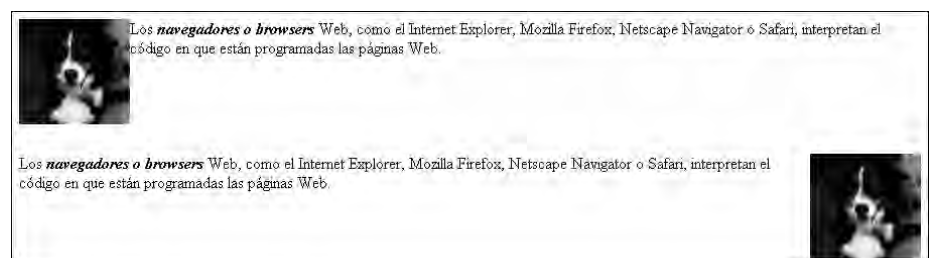 Los navegadores o browsers Web, como el Internet Explorer, Mozilla Firefox, Netscape Navigator o Safari, interpretan el
código en que están programadas las páginas Web.
Los navegadores o browsers Web, como el Internet Explorer, Mozilla Firefox, Netscape Navigator o Safari, interpretan el
código en que están programadas las páginas Web.